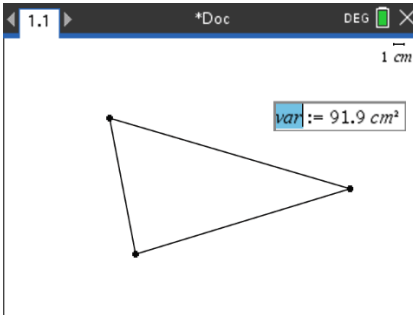 1.1 *Doc DEG
1 cm
var := 91.9 cm²